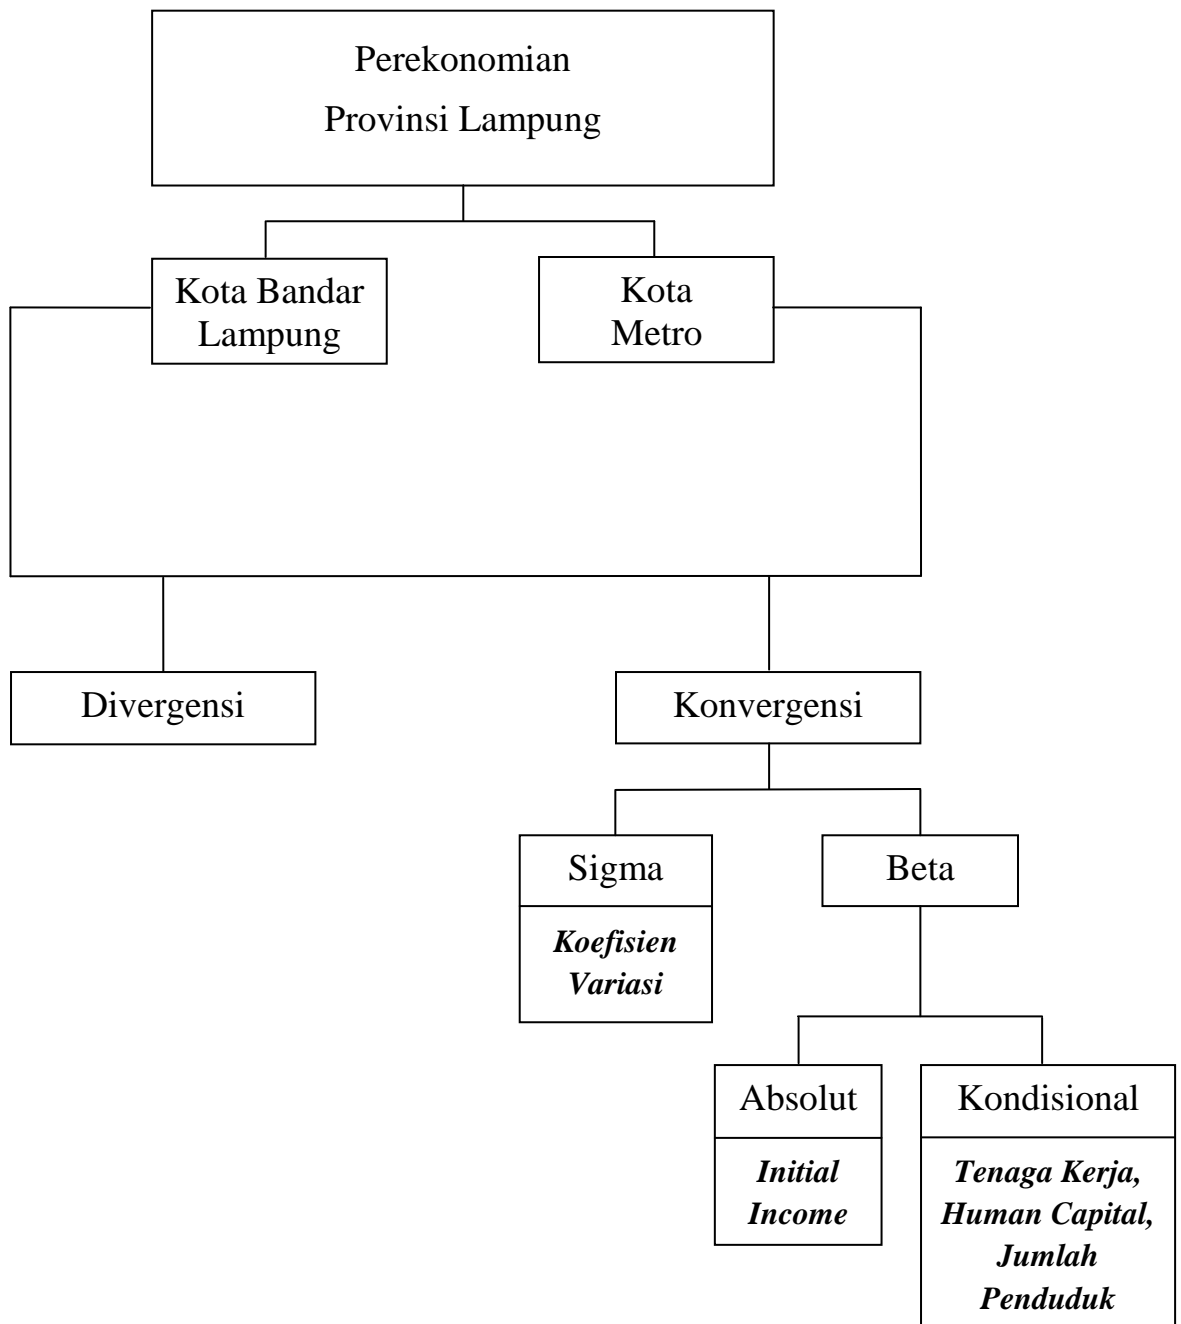 Perekonomian
Provinsi Lampung
Kota Bandar
Lampung
Kota
Metro
Divergensi
Konvergensi
Sigma
Koefisien
Variasi
Beta
Absolut
Initial
Income
Kondisional
Tenaga Kerja,
Human Capital,
Jumlah
Penduduk